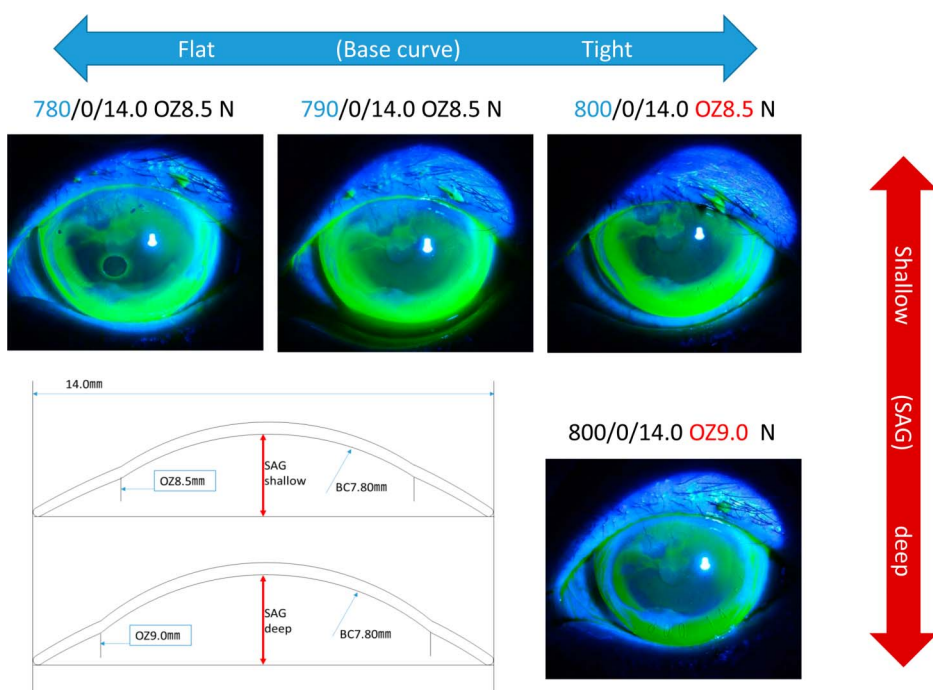 Flat (Base curve) Tight
780/0/14.0 OZ8.5 N
790/0/14.0 OZ8.5 N
800/0/14.0 OZ8.5 N
Shallow (SAG) deep
14.0mm
SAG
shallow
OZ8.5mm
BC7.80mm
800/0/14.0 OZ9.0 N
SAG
deep
OZ9.0mm
BC7.80mm